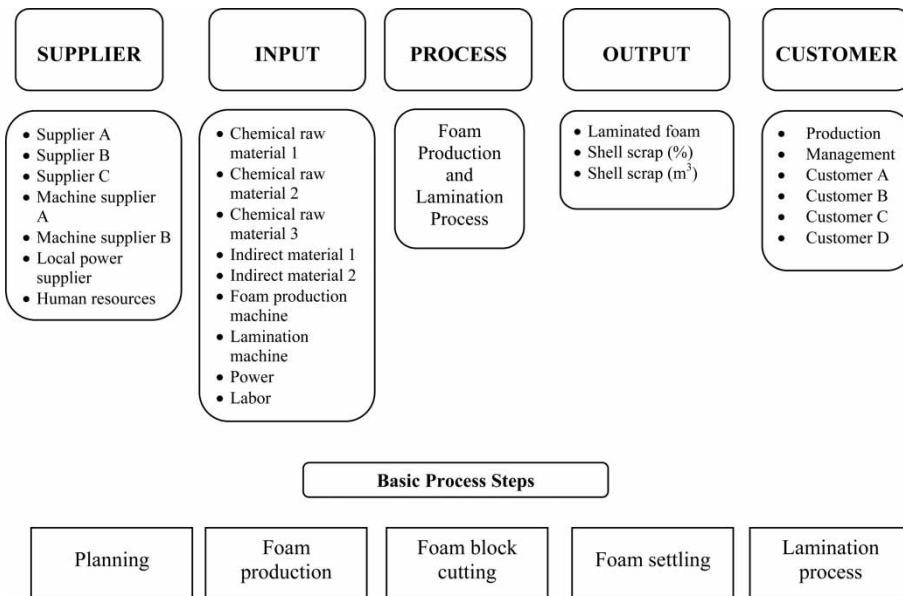 SUPPLIER
INPUT
PROCESS
OUTPUT
CUSTOMER
• Supplier A
• Supplier B
• Supplier C
• Machine supplier
A
• Machine supplier B
• Local power
supplier
• Human resources
• Chemical raw
material 1
• Chemical raw
material 2
• Chemical raw
material 3
• Indirect material 1
• Indirect material 2
• Foam production
machine
• Lamination
machine
• Power
• Labor
Foam
Production
and
Lamination
Process
• Laminated foam
• Shell scrap (%)
• Shell scrap (m³)
• Production
• Management
• Customer A
• Customer B
• Customer C
• Customer D
Basic Process Steps
Planning
Foam
production
Foam block
cutting
Foam settling
Lamination
process